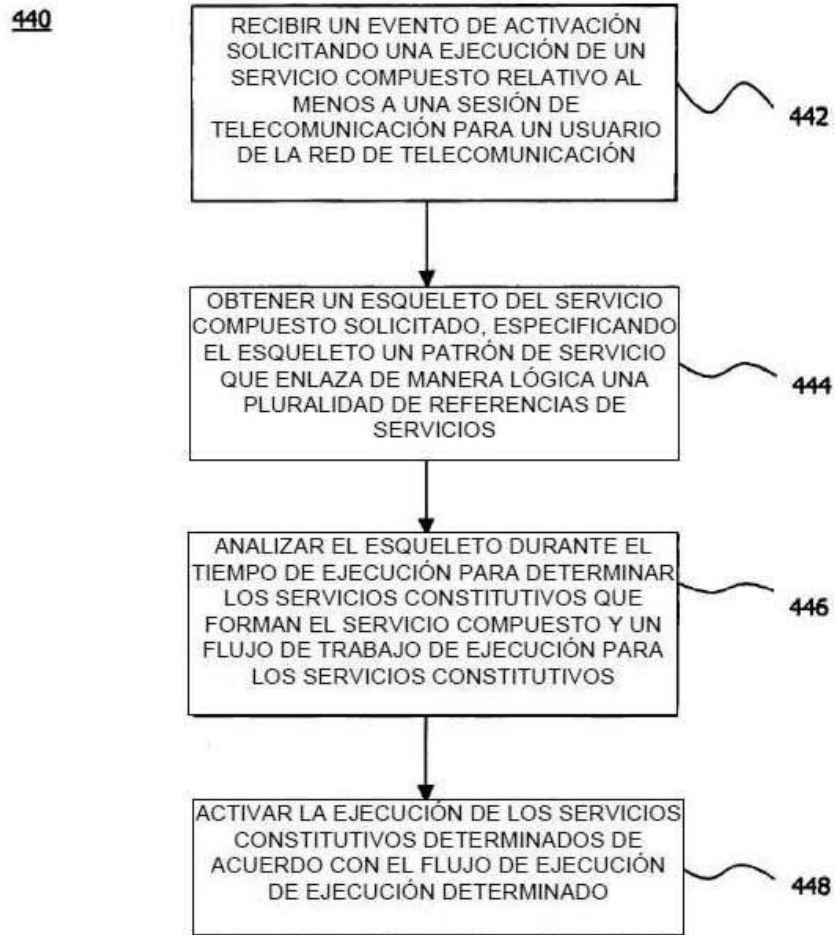 440
RECIBIR UN EVENTO DE ACTIVACIÓN
SOLICITANDO UNA EJECUCIÓN DE UN
SERVICIO COMPUESTO RELATIVO AL
MENOS A UNA SESIÓN DE
TELECOMUNICACIÓN PARA UN USUARIO
DE LA RED DE TELECOMUNICACIÓN
442
OBTENER UN ESQUELETO DEL SERVICIO
COMPUESTO SOLICITADO, ESPECIFICANDO
EL ESQUELETO UN PATRÓN DE SERVICIO
QUE ENLAZA DE MANERA LÓGICA UNA
PLURALIDAD DE REFERENCIAS DE
SERVICIOS
444
ANALIZAR EL ESQUELETO DURANTE EL
TIEMPO DE EJECUCIÓN PARA DETERMINAR
LOS SERVICIOS CONSTITUTIVOS QUE
FORMAN EL SERVICIO COMPUESTO Y UN
FLUJO DE TRABAJO DE EJECUCIÓN PARA
LOS SERVICIOS CONSTITUTIVOS
446
ACTIVAR LA EJECUCIÓN DE LOS SERVICIOS
CONSTITUTIVOS DETERMINADOS DE
ACUERDO CON EL FLUJO DE EJECUCIÓN
DE EJECUCIÓN DETERMINADO
448